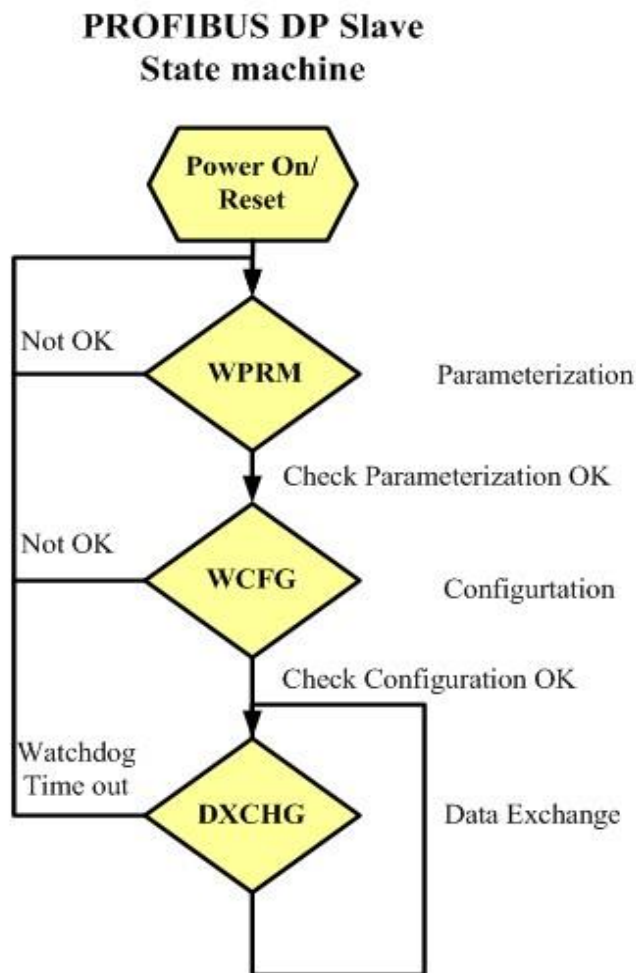 PROFIBUS DP Slave
State machine
Power On/
Reset
Not OK
WPRM
Parameterization
Check Parameterization OK
Not OK
WCFG
Configurtation
Check Configuration OK
Watchdog
Time out
DXCHG
Data Exchange